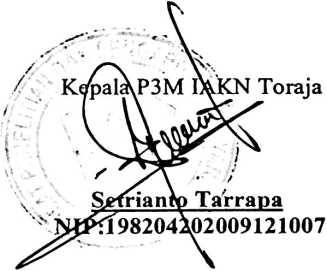 Kepala P3M IAKN Toraja
Setrianto Tarrapa
NIP:198204202009121007